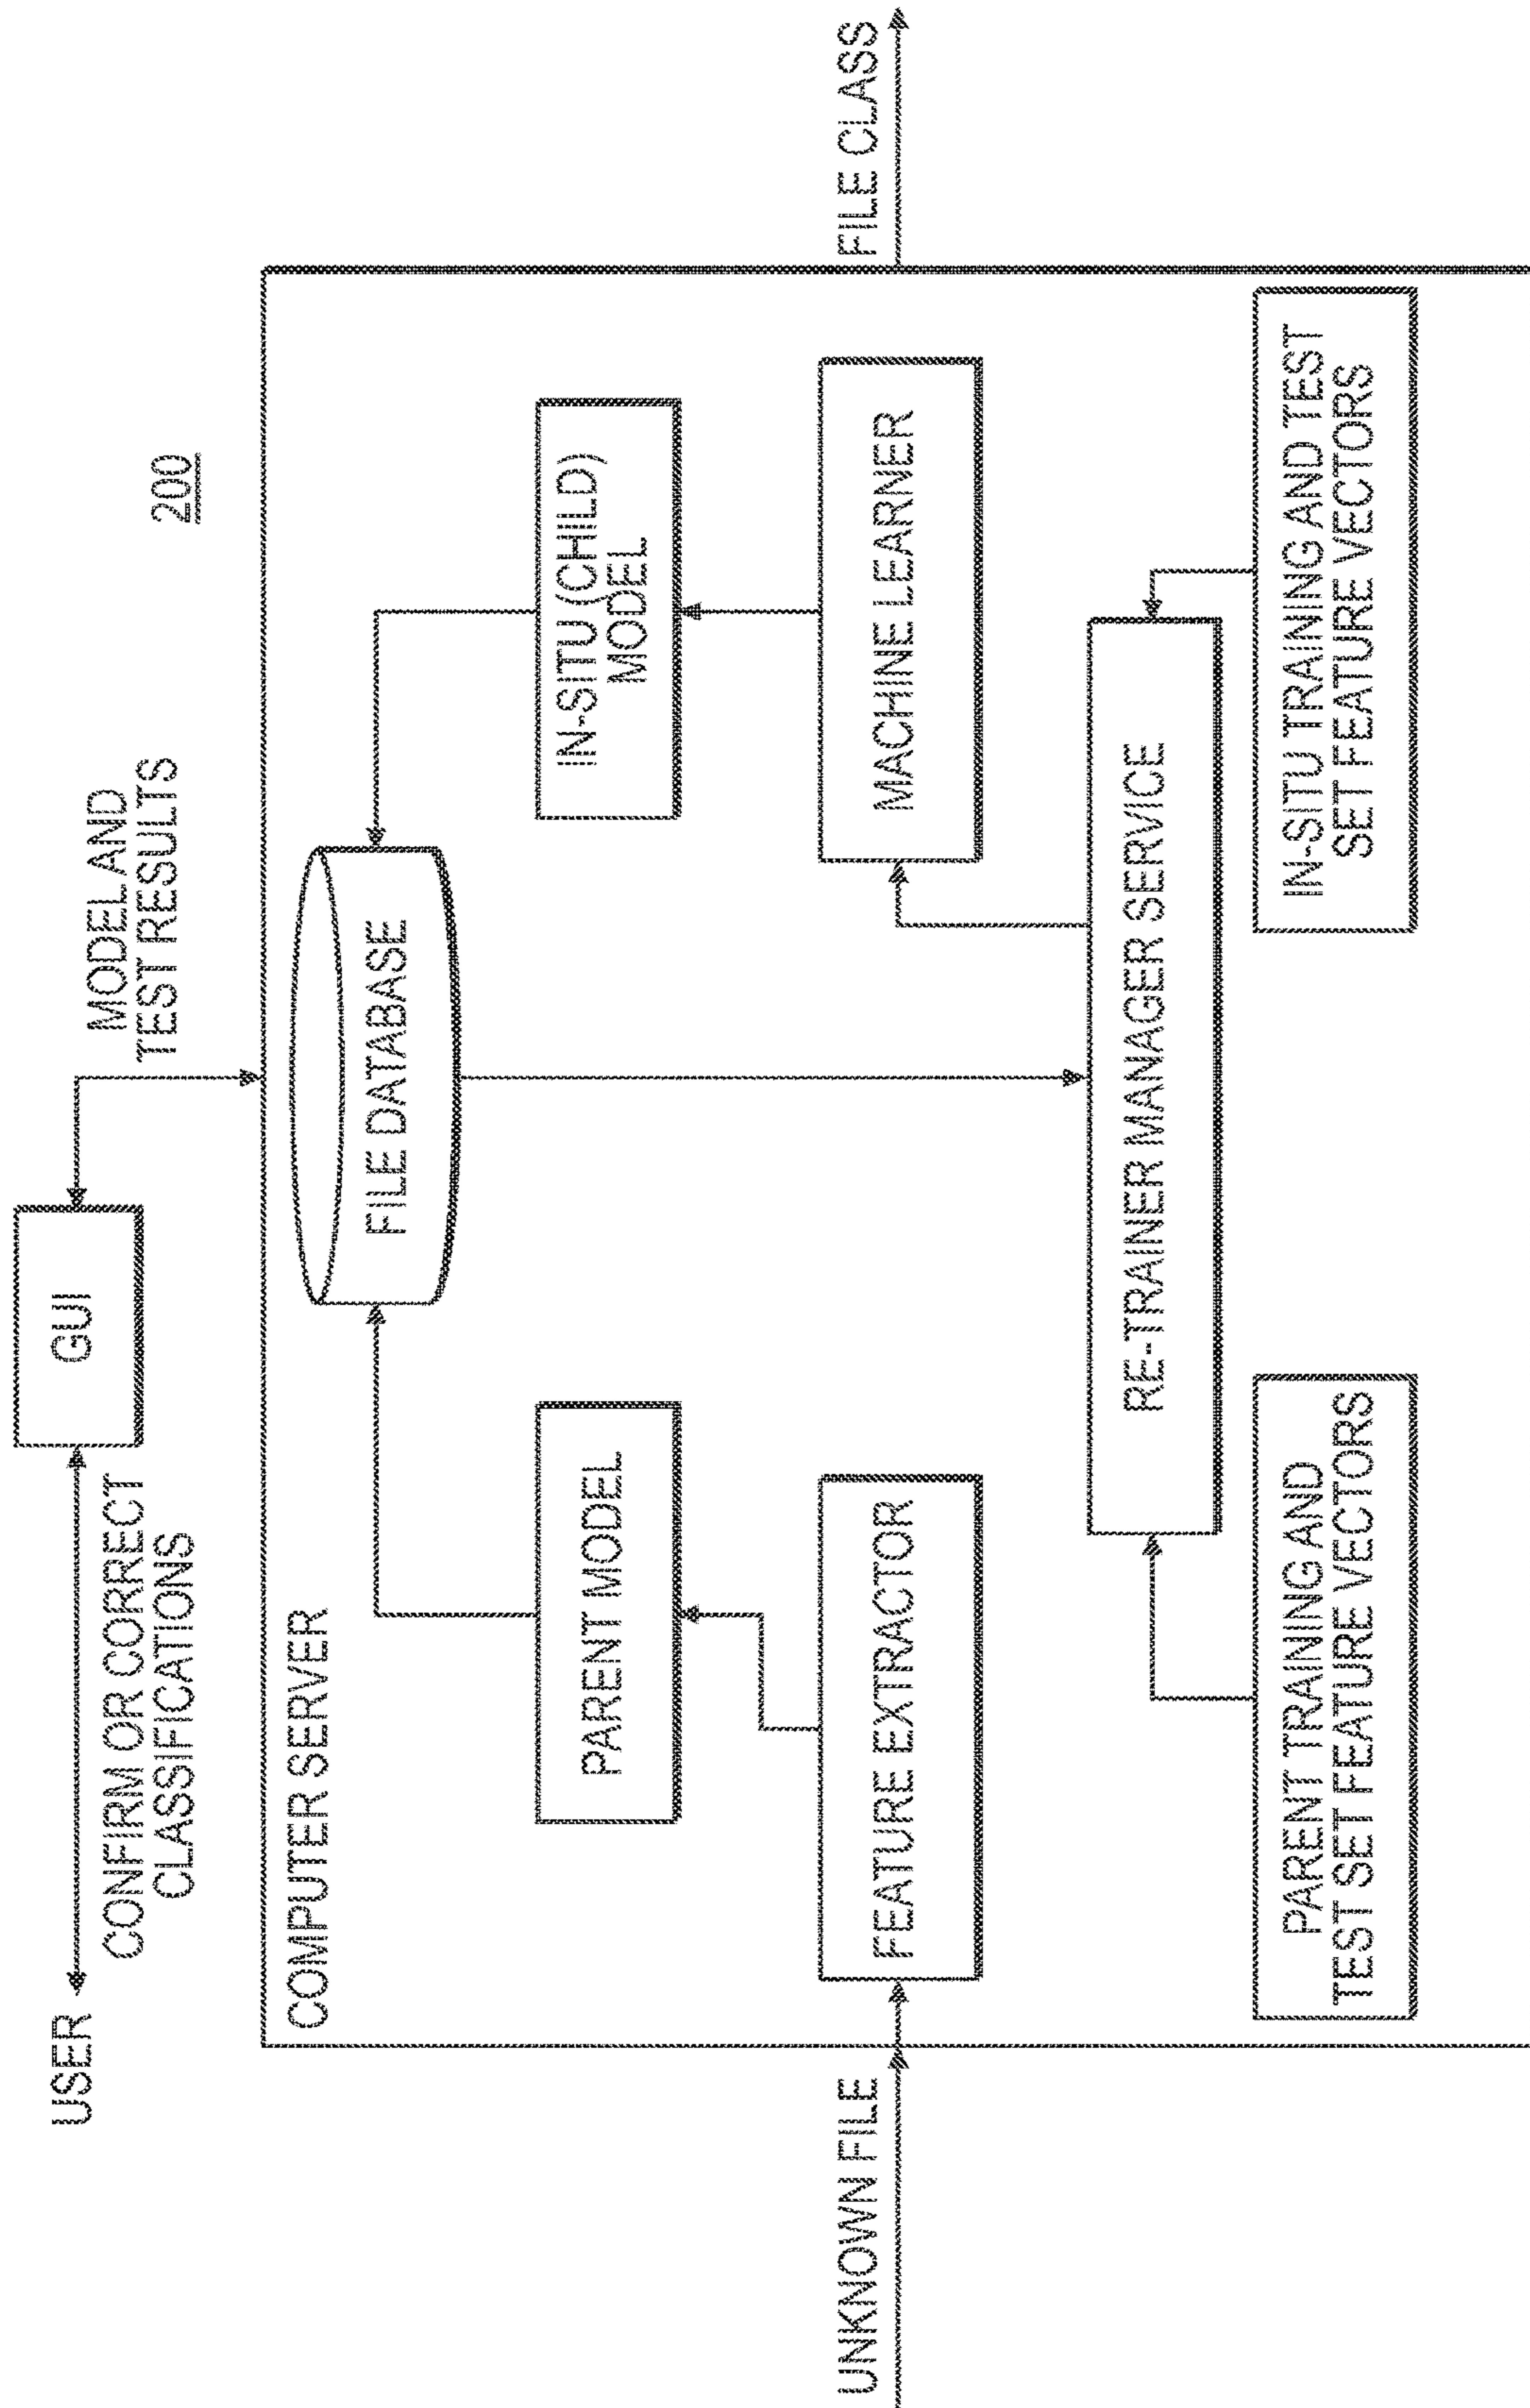 200
USER
GUI
CONFIRM OR CORRECT
CLASSIFICATIONS
MODEL AND
TEST RESULTS
COMPUTER SERVER
FILE DATABASE
PARENT MODEL
IN-SITU (CHILD)
MODEL
UNKNOWN FILE
FEATURE EXTRACTOR
MACHINE LEARNER
FILE CLASS
RE-TRAINER MANAGER SERVICE
PARENT TRAINING AND
TEST SET FEATURE VECTORS
IN-SITU TRAINING AND TEST
SET FEATURE VECTORS